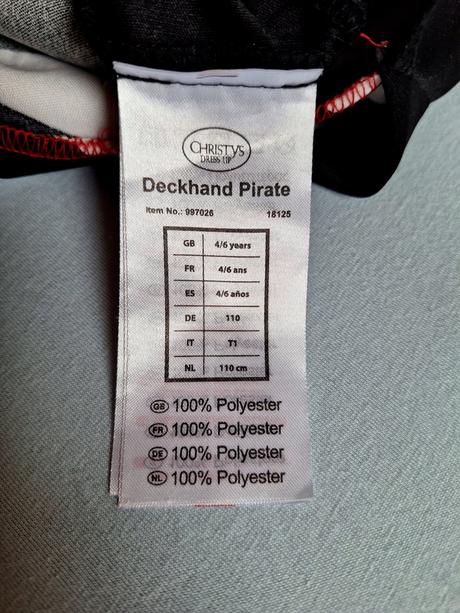 CHRISTYS
DRESS UP
Deckhand Pirate
Item No.: 997026 18125
GB 4/6 years
FR 4/6 ans
ES 4/6 años
DE 110
IT T1
NL 110 cm
GB 100% Polyester
FR 100% Polyester
DE 100% Polyester
NL 100% Polyester